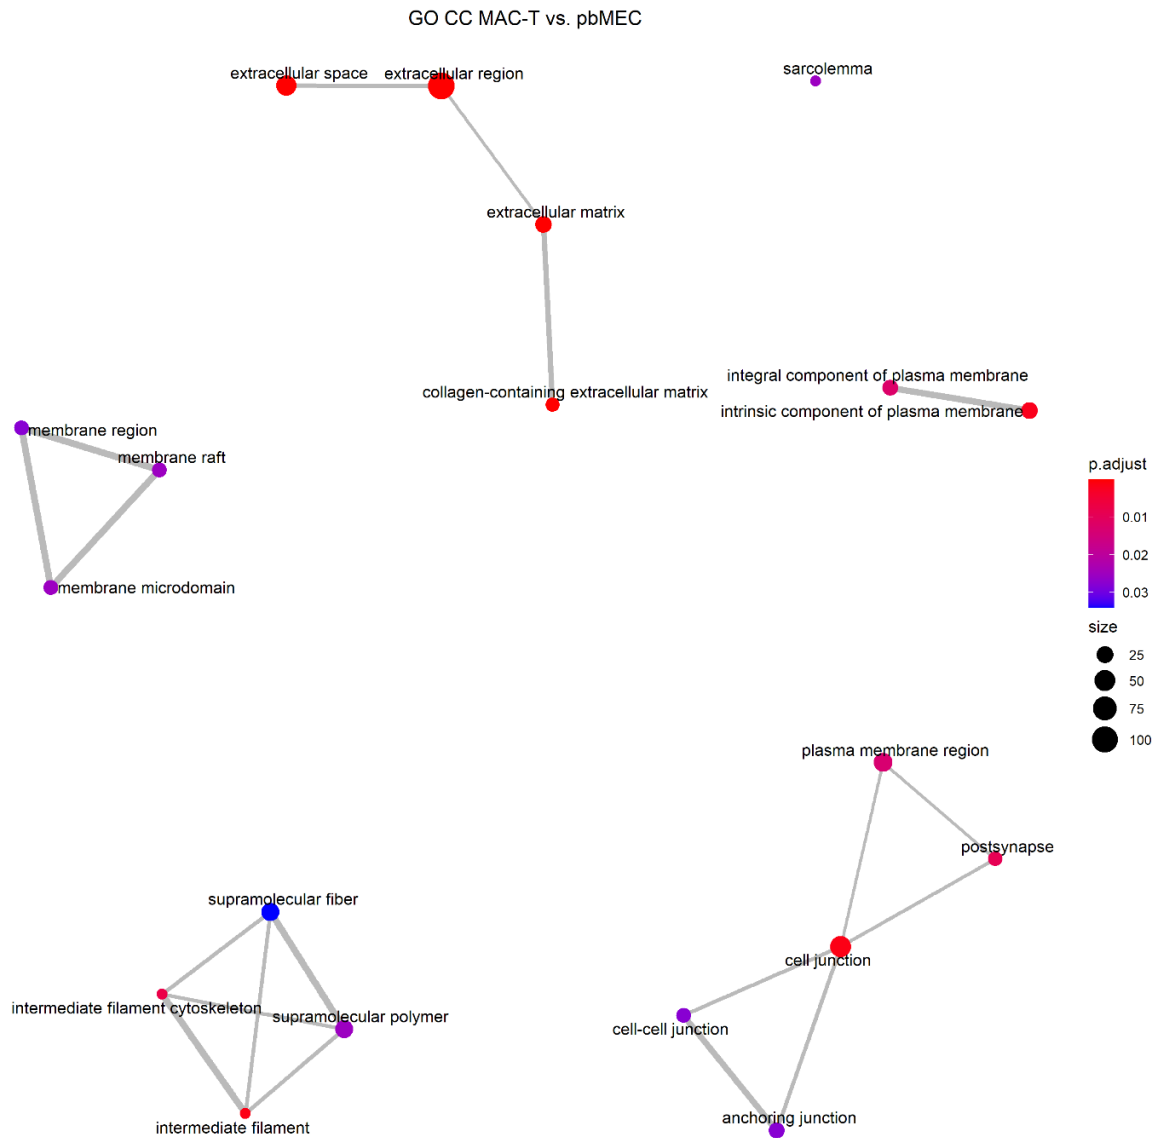 GO CC MAC-T vs. pbMEC
extracellular space
extracellular region
sarcolemma
extracellular matrix
integral component of plasma membrane
collagen-containing extracellular matrix
intrinsic component of plasma membrane
membrane region
membrane raft
membrane microdomain
p.adjust
0.01
0.02
0.03
size
25
50
75
100
plasma membrane region
postsynapse
supramolecular fiber
cell junction
intermediate filament cytoskeleton
supramolecular polymer
cell-cell junction
anchoring junction
intermediate filament